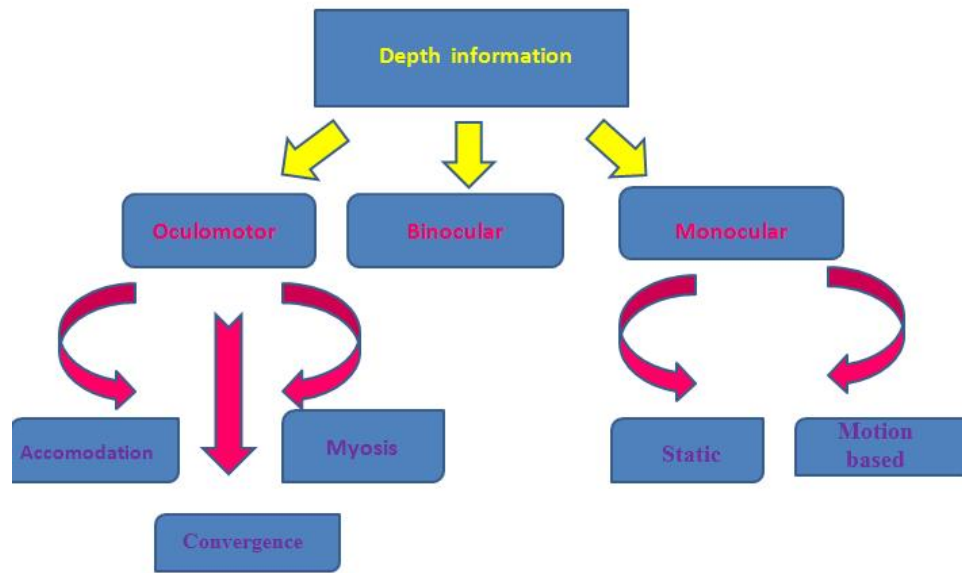 Depth information
Oculomotor
Binocular
Monocular
Accomodation
Myosis
Static
Motion
based
Convergence